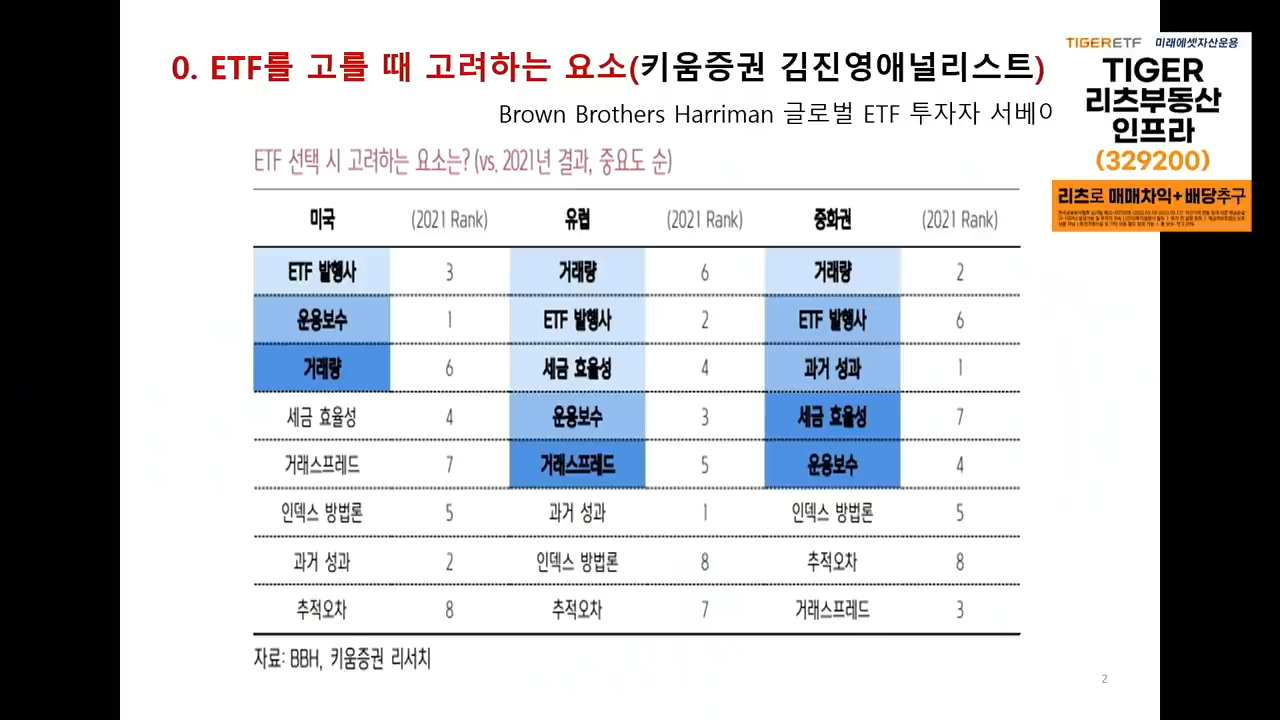 0. ETF를 고를 때 고려하는 요소(키움증권 김진영애널리스트)
Brown Brothers Harriman 글로벌 ETF 투자자 서베이
TIGER ETF 미래에셋자산운용
TIGER
리츠부동산
인프라
(329200)
리츠로 매매차익+배당추구
ETF 선택 시 고려하는 요소는? (vs. 2021년 결과, 중요도 순)
미국 (2021 Rank) 유럽 (2021 Rank) 중화권 (2021 Rank)
ETF 발행사 3 거래량 6 거래량 2
운용보수 1 ETF 발행사 2 ETF 발행사 6
거래량 6 세금 효율성 4 과거 성과 1
세금 효율성 4 운용보수 3 세금 효율성 7
거래스프레드 7 거래스프레드 5 운용보수 4
인덱스 방법론 5 과거 성과 1 인덱스 방법론 5
과거 성과 2 인덱스 방법론 8 추적오차 8
추적오차 8 추적오차 7 거래스프레드 3
자료: BBH, 키움증권 리서치
2